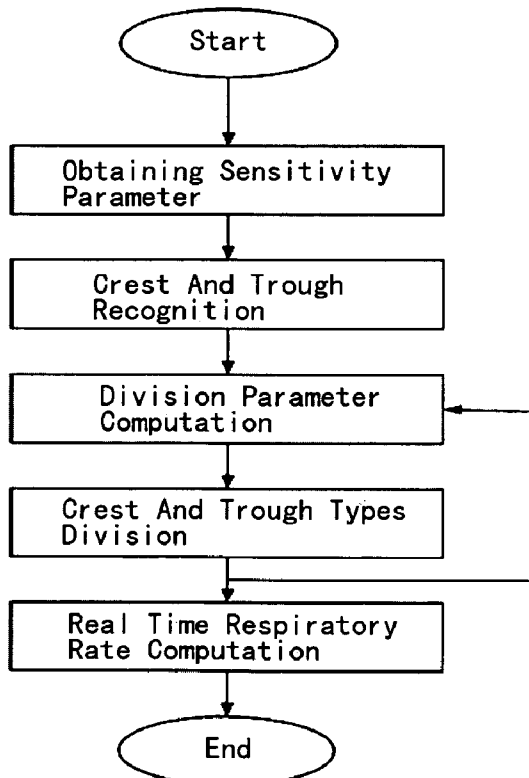 Start
Obtaining Sensitivity
Parameter
Crest And Trough
Recognition
Division Parameter
Computation
Crest And Trough Types
Division
Real Time Respiratory
Rate Computation
End